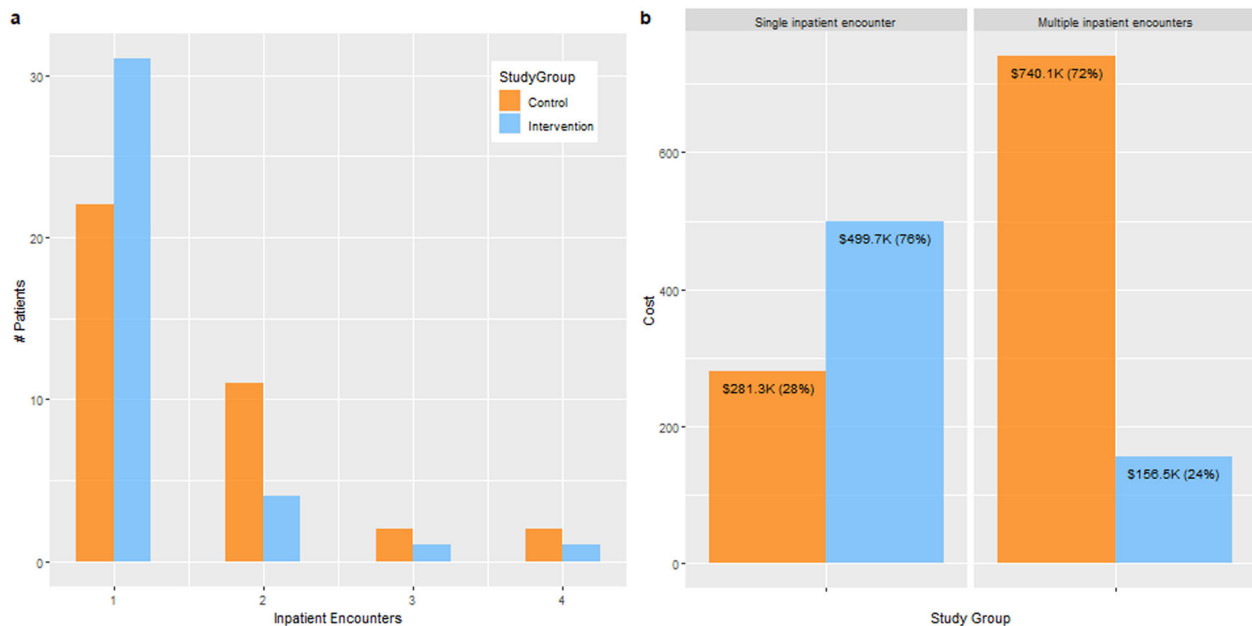 a
# Patients
30
20
10
0
StudyGroup
Control
Intervention
1 2 3 4
Inpatient Encounters
b
Single inpatient encounter
Multiple inpatient encounters
Cost
600
400
200
0
$281.3K (28%)
$499.7K (76%)
$740.1K (72%)
$156.5K (24%)
Study Group